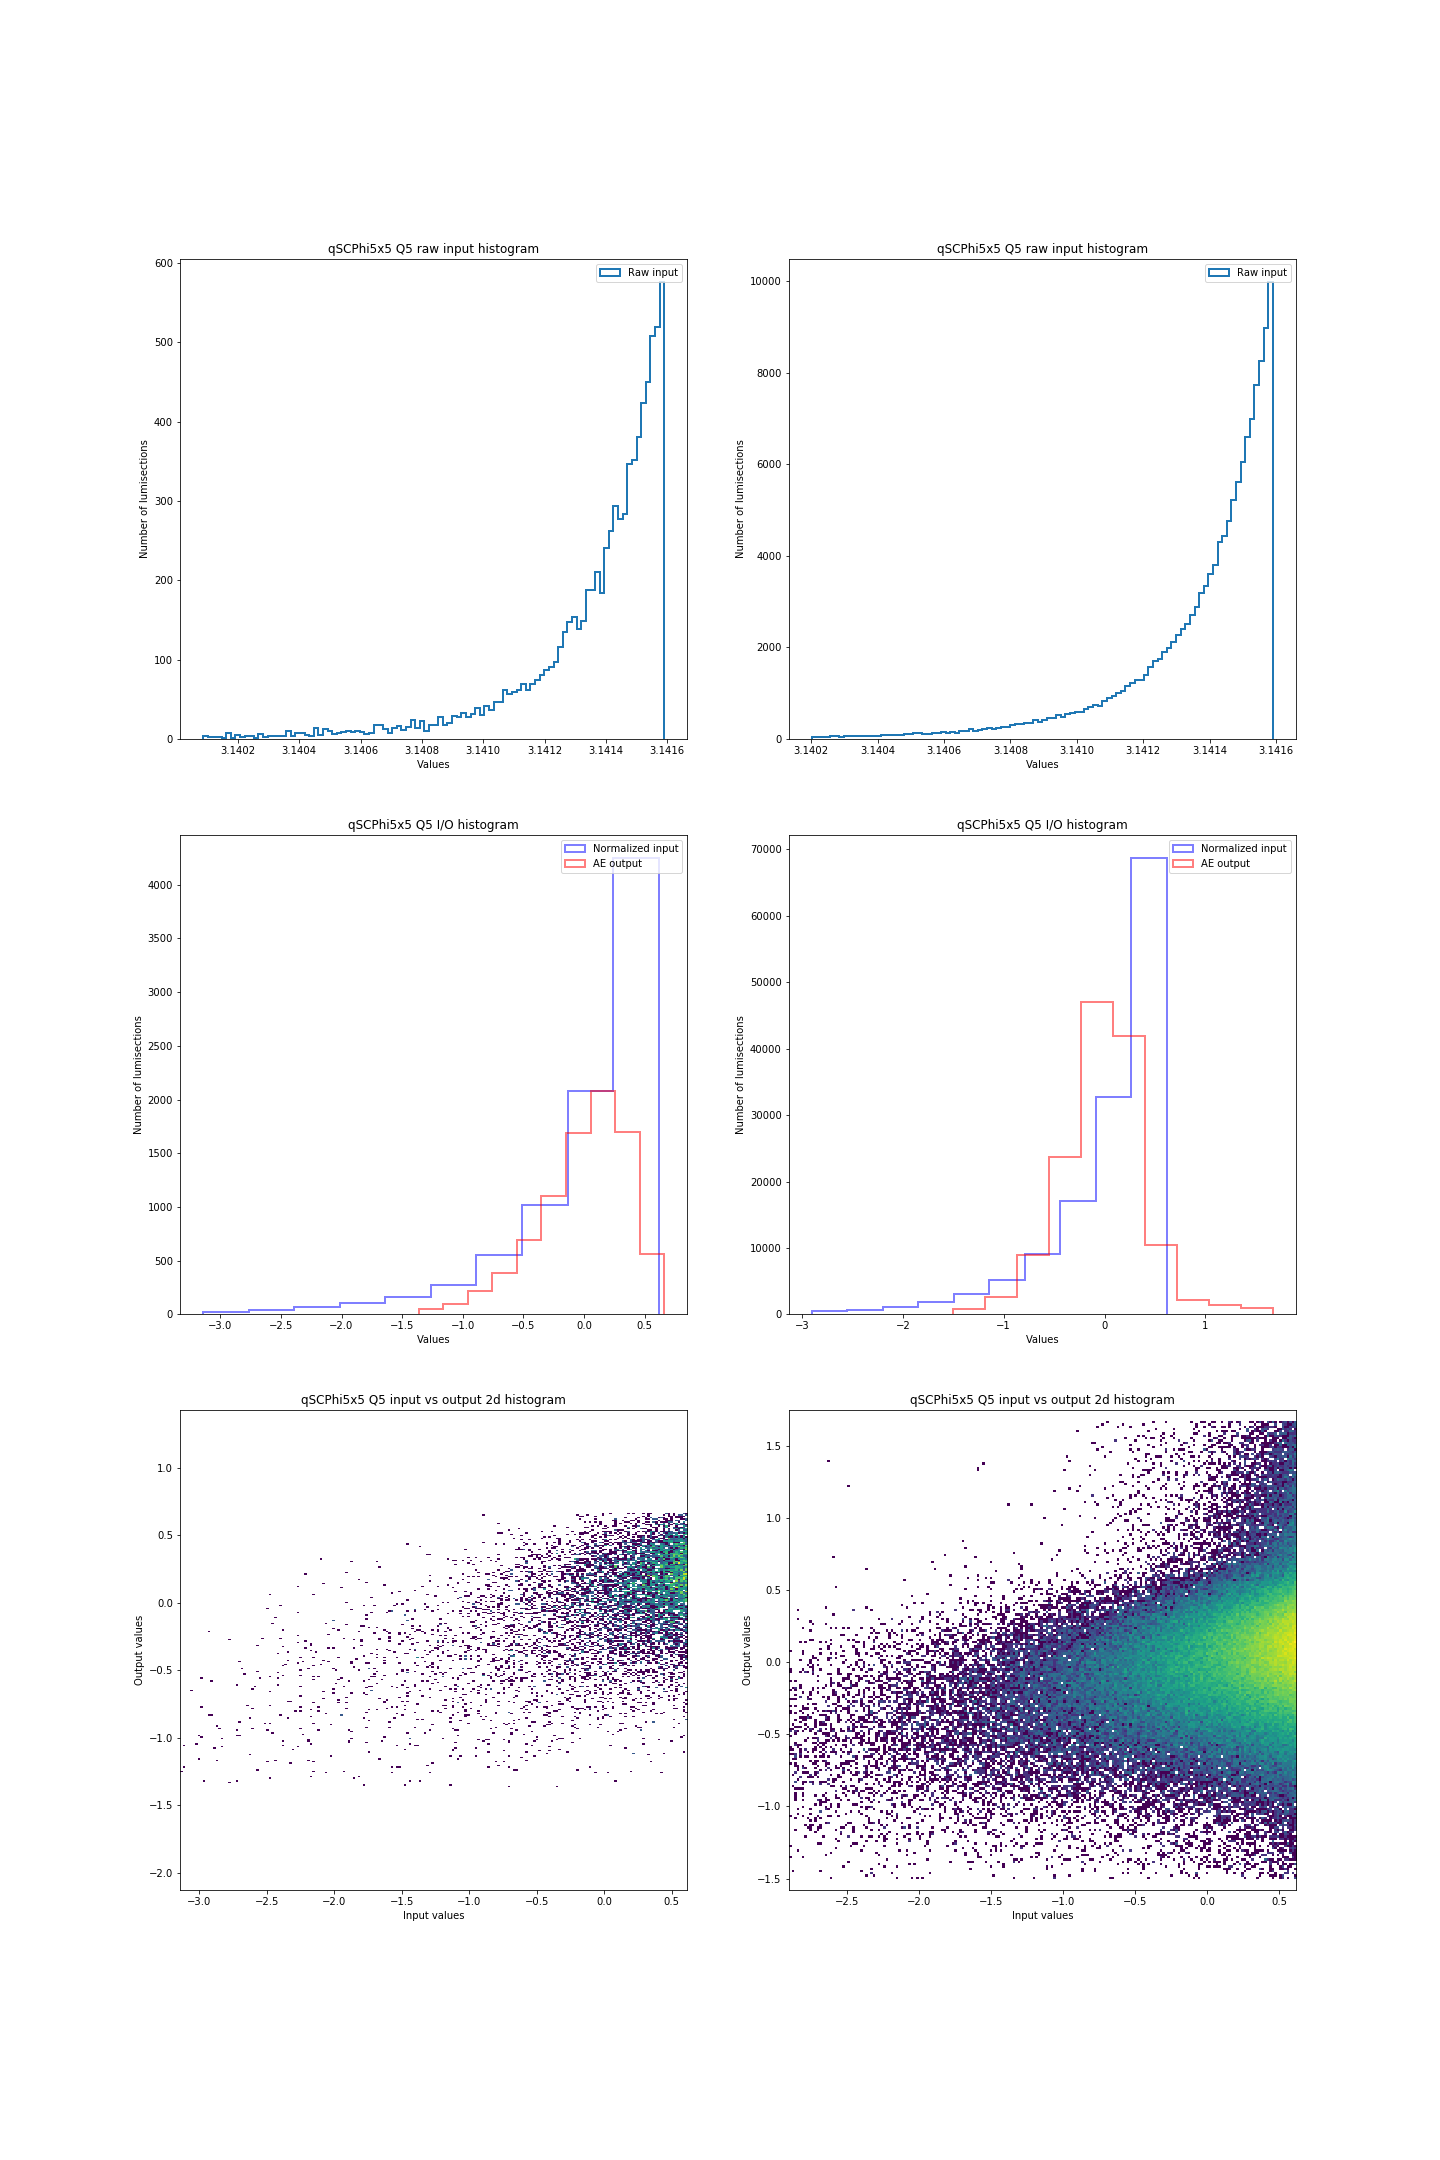 qSCPhi5x5 Q5 raw input histogram
Raw input
600
500
400
300
200
100
0
Number of lumisections
3.1402 3.1404 3.1406 3.1408 3.1410 3.1412 3.1414 3.1416
Values
qSCPhi5x5 Q5 raw input histogram
Raw input
10000
8000
6000
4000
2000
0
Number of lumisections
3.1402 3.1404 3.1406 3.1408 3.1410 3.1412 3.1414 3.1416
Values
qSCPhi5x5 Q5 I/O histogram
Normalized input
AE output
4000
3500
3000
2500
2000
1500
1000
500
0
Number of lumisections
−3.0 −2.5 −2.0 −1.5 −1.0 −0.5 0.0 0.5
Values
qSCPhi5x5 Q5 I/O histogram
Normalized input
AE output
70000
60000
50000
40000
30000
20000
10000
0
Number of lumisections
−3 −2 −1 0 1
Values
qSCPhi5x5 Q5 input vs output 2d histogram
1.0
0.5
0.0
−0.5
−1.0
−1.5
−2.0
Output values
−3.0 −2.5 −2.0 −1.5 −1.0 −0.5 0.0 0.5
Input values
qSCPhi5x5 Q5 input vs output 2d histogram
1.5
1.0
0.5
0.0
−0.5
−1.0
−1.5
Output values
−2.5 −2.0 −1.5 −1.0 −0.5 0.0 0.5
Input values